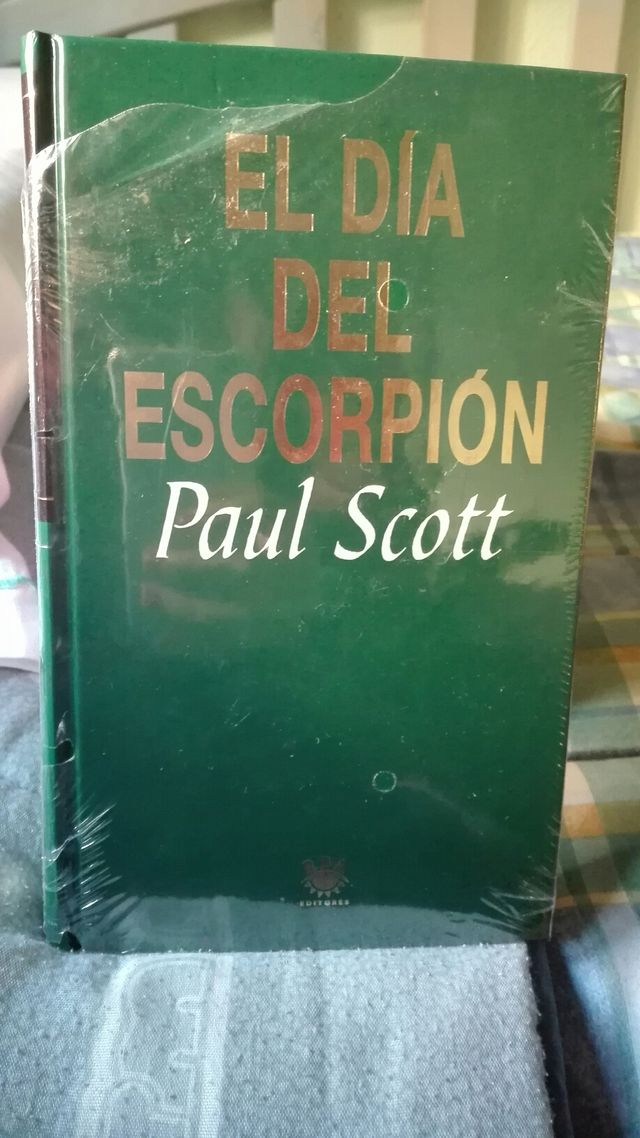 EL DÍA
DEL
ESCORPIÓN
Paul Scott
EDITORES